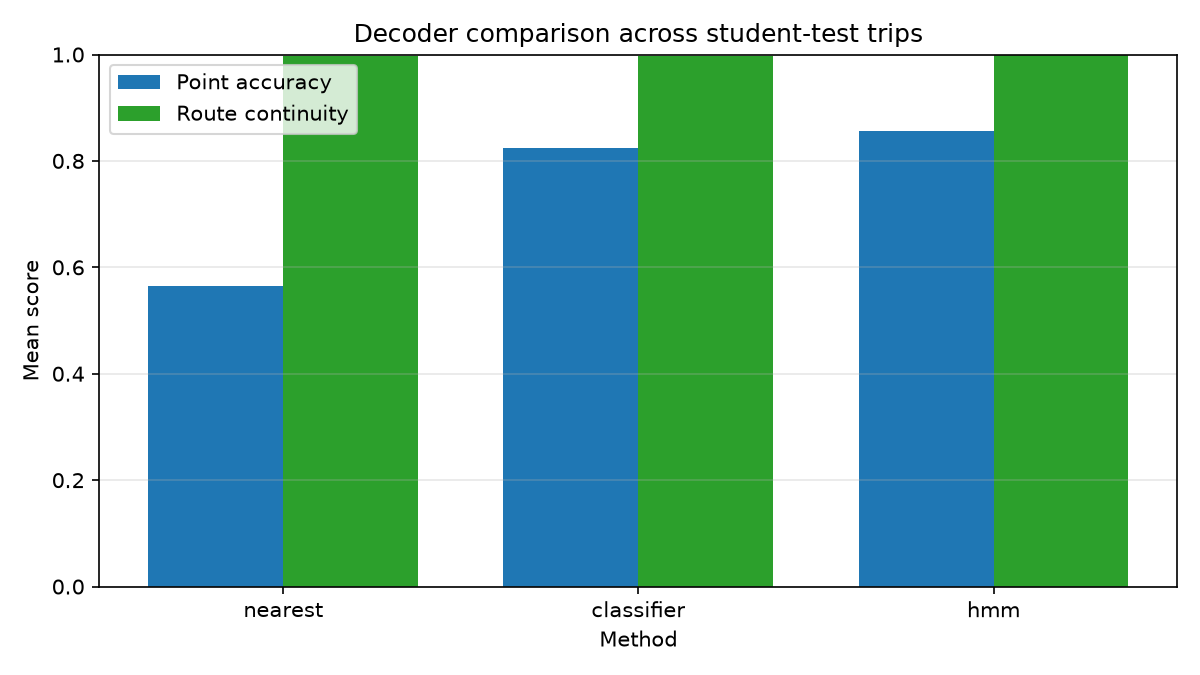 Decoder comparison across student-test trips
Point accuracy
Route continuity
Mean score
1.0
0.8
0.6
0.4
0.2
0.0
nearest
classifier
hmm
Method